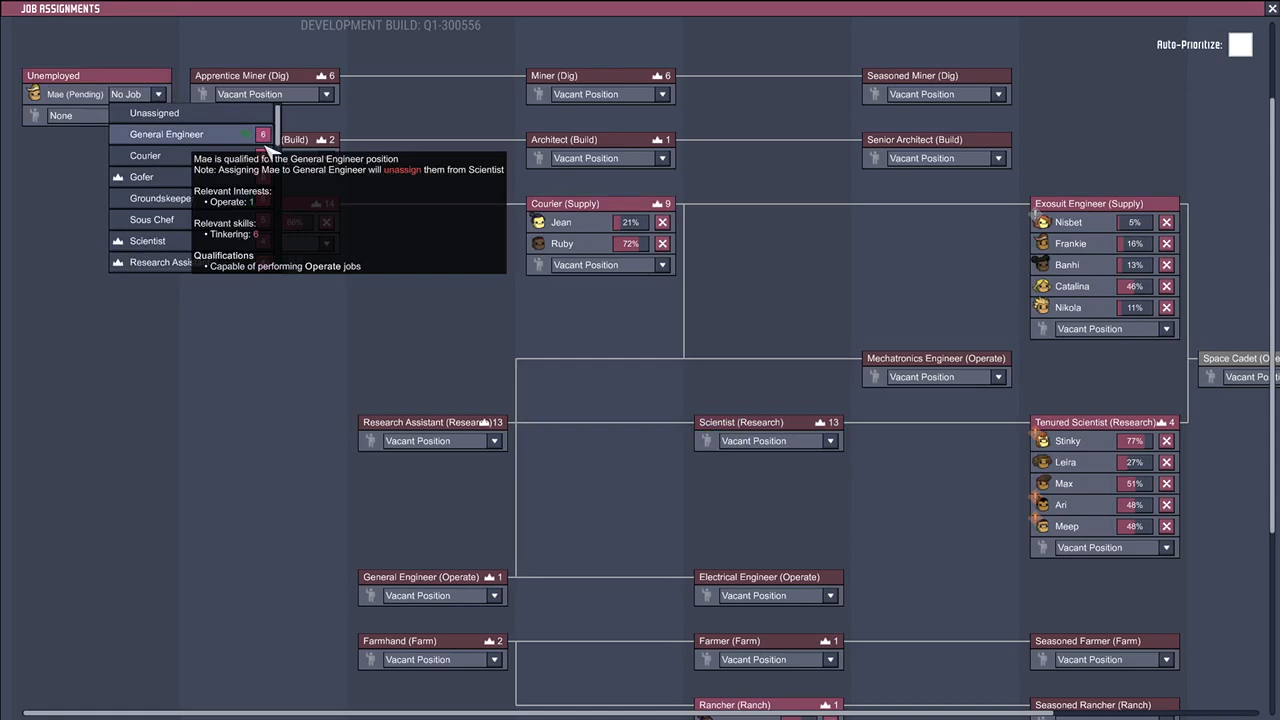 JOB ASSIGNMENTS
DEVELOPMENT BUILD: Q1-300556
Auto-Prioritize:
Unemployed
Mae (Pending) No Job
None
Unassigned
General Engineer 6
Courier
Gofer
Groundskeepe
Sous Chef
Scientist
Research Assis
Mae is qualified for the General Engineer position
Note: Assigning Mae to General Engineer will unassign them from Scientist
Relevant Interests:
• Operate: 1
Relevant skills:
• Tinkering: 6
Qualifications
• Capable of performing Operate jobs
Apprentice Miner (Dig) 6
Vacant Position
Miner (Dig) 6
Vacant Position
Seasoned Miner (Dig)
Vacant Position
(Build) 2
Architect (Build) 1
Vacant Position
Senior Architect (Build)
Vacant Position
14
66%
Courier (Supply) 9
Jean 21%
Ruby 72%
Vacant Position
Exosuit Engineer (Supply)
Nisbet 5%
Frankie 16%
Banhi 13%
Catalina 46%
Nikola 11%
Vacant Position
Mechatronics Engineer (Operate)
Vacant Position
Space Cadet (Ope
Vacant Posi
Research Assistant (Research) 13
Vacant Position
Scientist (Research) 13
Vacant Position
Tenured Scientist (Research) 4
Stinky 77%
Leira 27%
Max 51%
Ari 48%
Meep 48%
Vacant Position
General Engineer (Operate) 1
Vacant Position
Electrical Engineer (Operate)
Vacant Position
Farmhand (Farm) 2
Vacant Position
Farmer (Farm) 1
Vacant Position
Seasoned Farmer (Farm)
Vacant Position
Rancher (Ranch) 1
Seasoned Rancher (Ranch)